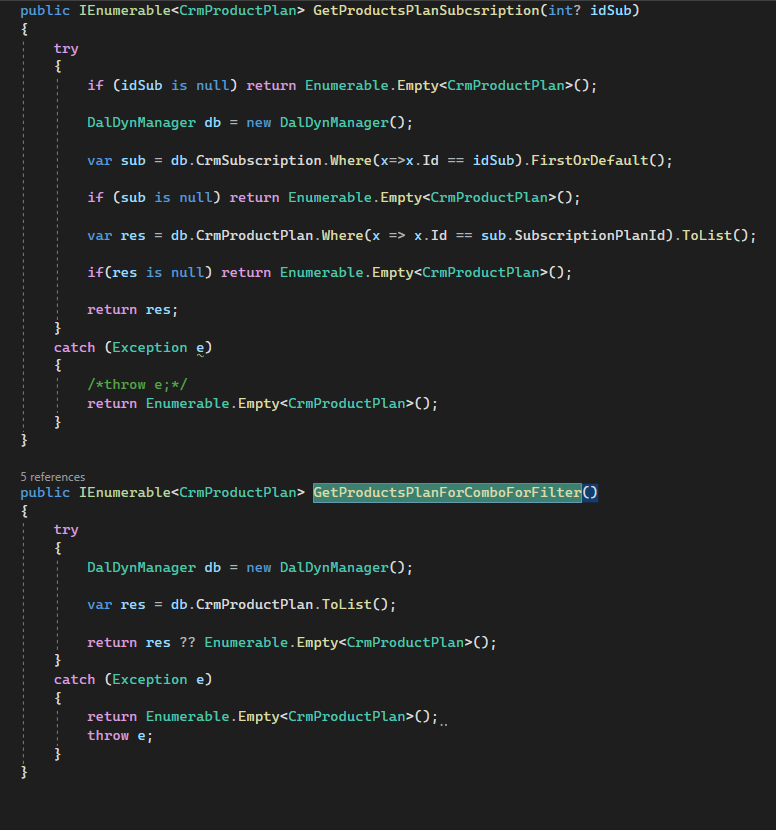 public IEnumerable<CrmProductPlan> GetProductsPlanSubcsription(int? idSub)
{
try
{
if (idSub is null) return Enumerable.Empty<CrmProductPlan>();
DalDynManager db = new DalDynManager();
var sub = db.CrmSubscription.Where(x=>x.Id == idSub).FirstOrDefault();
if (sub is null) return Enumerable.Empty<CrmProductPlan>();
var res = db.CrmProductPlan.Where(x => x.Id == sub.SubscriptionPlanId).ToList();
if(res is null) return Enumerable.Empty<CrmProductPlan>();
return res;
}
catch (Exception e)
{
/*throw e;*/
return Enumerable.Empty<CrmProductPlan>();
}
}
5 references
public IEnumerable<CrmProductPlan> GetProductsPlanForComboForFilter()
{
try
{
DalDynManager db = new DalDynManager();
var res = db.CrmProductPlan.ToList();
return res ?? Enumerable.Empty<CrmProductPlan>();
}
catch (Exception e)
{
return Enumerable.Empty<CrmProductPlan>();
throw e;
}
}